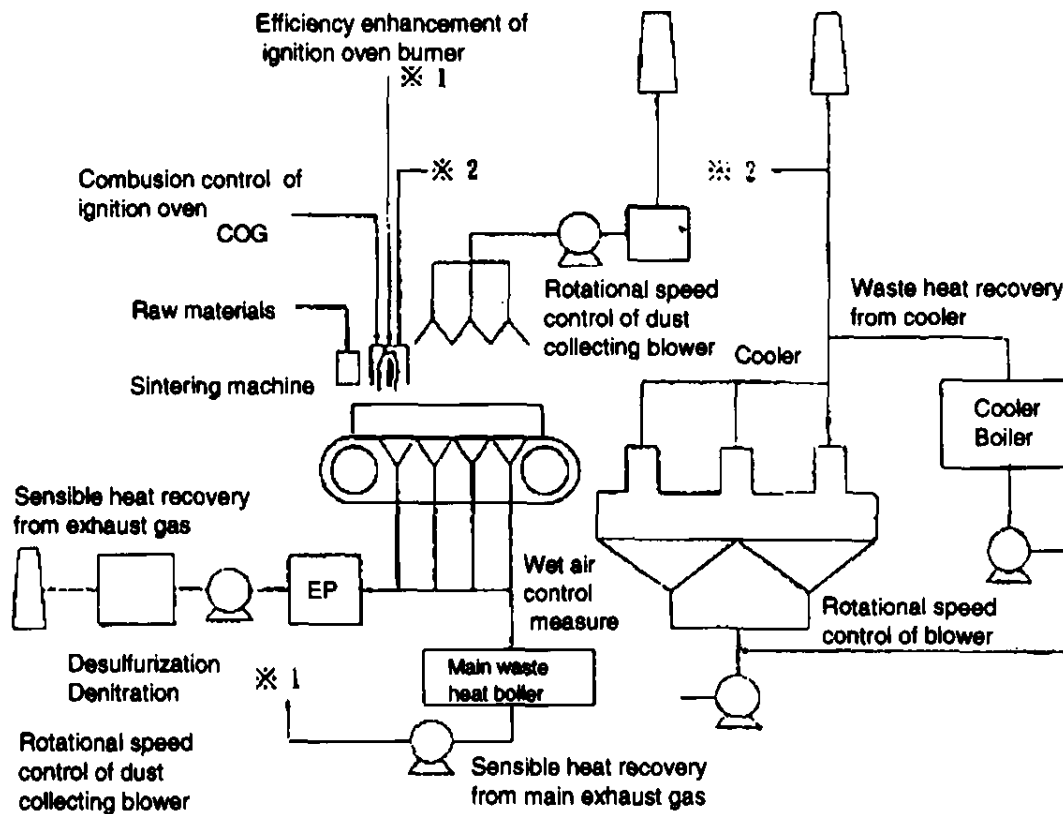 Efficiency enhancement of
ignition oven burner
※ 1
※ 2
※ 2
Combusion control of
ignition oven
COG
Raw materials
Sintering machine
Rotational speed
control of dust
collecting blower
Waste heat recovery
from cooler
Cooler
Cooler
Boiler
Sensible heat recovery
from exhaust gas
EP
Wet air
control
measure
Rotational speed
control of blower
Desulfurization
Denitration
※ 1
Main waste
heat boiler
Rotational speed
control of dust
collecting blower
Sensible heat recovery
from main exhaust gas